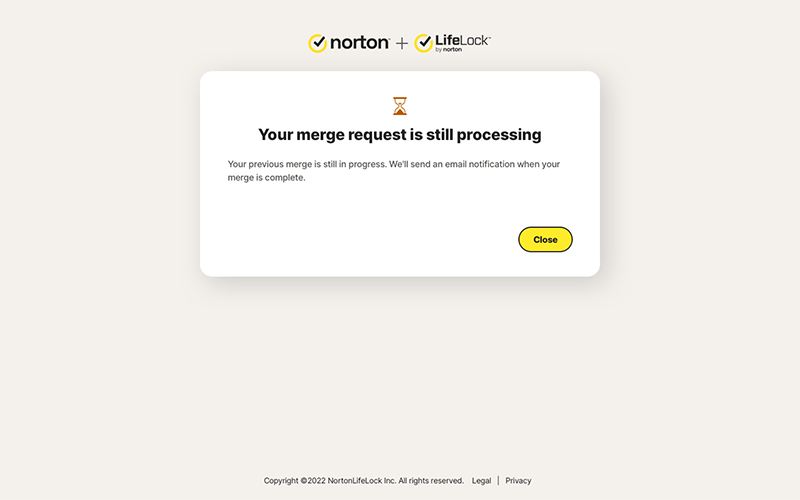 norton + LifeLock™
by norton
Your merge request is still processing
Your previous merge is still in progress. We'll send an email notification when your
merge is complete.
Close
Copyright ©2022 NortonLifeLock Inc. All rights reserved. Legal | Privacy